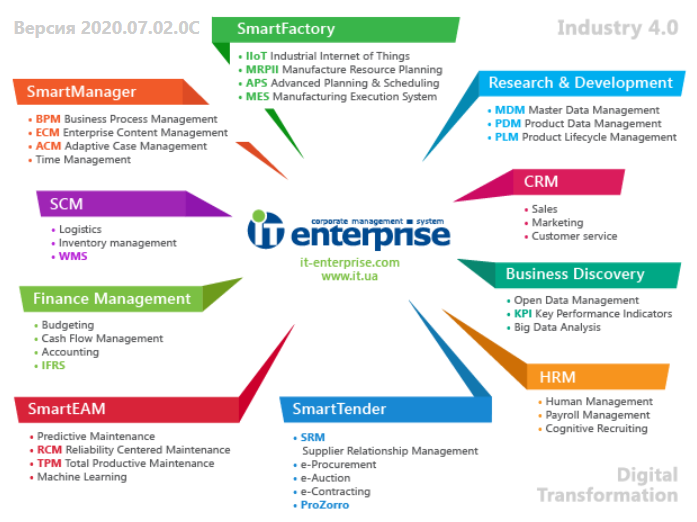 Версия 2020.07.02.0C
SmartFactory
Industry 4.0
• IIoT Industrial Internet of Things
• MRPII Manufacture Resource Planning
• APS Advanced Planning & Scheduling
• MES Manufacturing Execution System
SmartManager
• BPM Business Process Management
• ECM Enterprise Content Management
• ACM Adaptive Case Management
• Time Management
Research & Development
• MDM Master Data Management
• PDM Product Data Management
• PLM Product Lifecycle Management
SCM
• Logistics
• Inventory management
• WMS
CRM
• Sales
• Marketing
• Customer service
corporate management system
it enterprise
it-enterprise.com
www.it.ua
Finance Management
• Budgeting
• Cash Flow Management
• Accounting
• IFRS
Business Discovery
• Open Data Management
• KPI Key Performance Indicators
• Big Data Analysis
HRM
• Human Management
• Payroll Management
• Cognitive Recruiting
SmartEAM
• Predictive Maintenance
• RCM Reliability Centered Maintenance
• TPM Total Productive Maintenance
• Machine Learning
SmartTender
• SRM
Supplier Relationship Management
• e-Procurement
• e-Auction
• e-Contracting
• ProZorro
Digital
Transformation